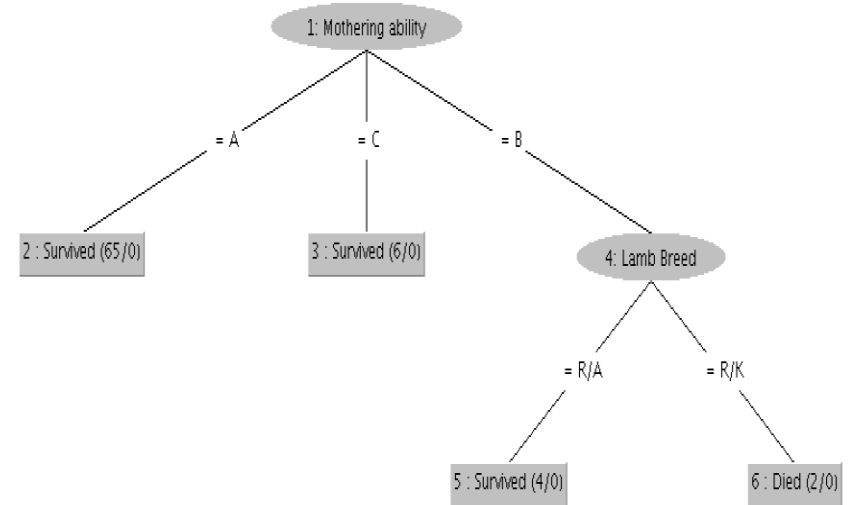 1: Mothering ability
= A
= C
= B
2 : Survived (65/0)
3 : Survived (6/0)
4: Lamb Breed
= R/A
= R/K
5 : Survived (4/0)
6 : Died (2/0)